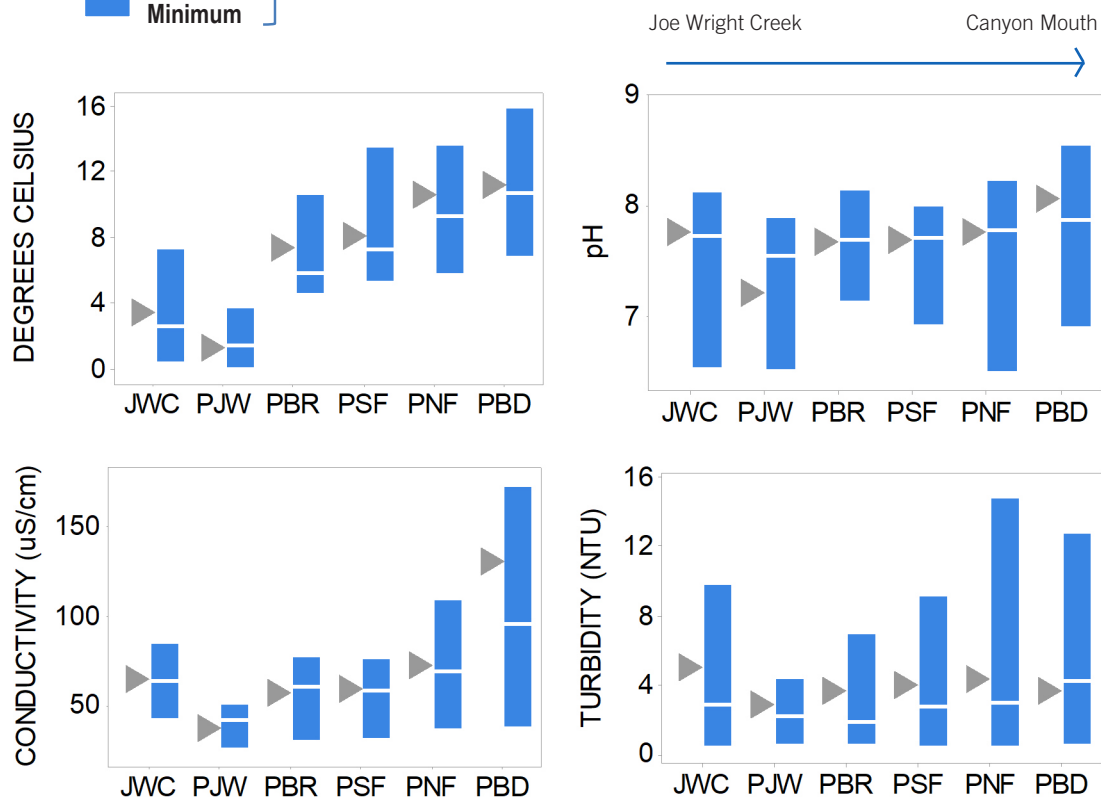 Minimum
Joe Wright Creek
Canyon Mouth
DEGREES CELSIUS
16
12
8
4
0
JWC PJW PBR PSF PNF PBD
pH
9
8
7
JWC PJW PBR PSF PNF PBD
CONDUCTIVITY (uS/cm)
150
100
50
JWC PJW PBR PSF PNF PBD
TURBIDITY (NTU)
16
12
8
4
0
JWC PJW PBR PSF PNF PBD